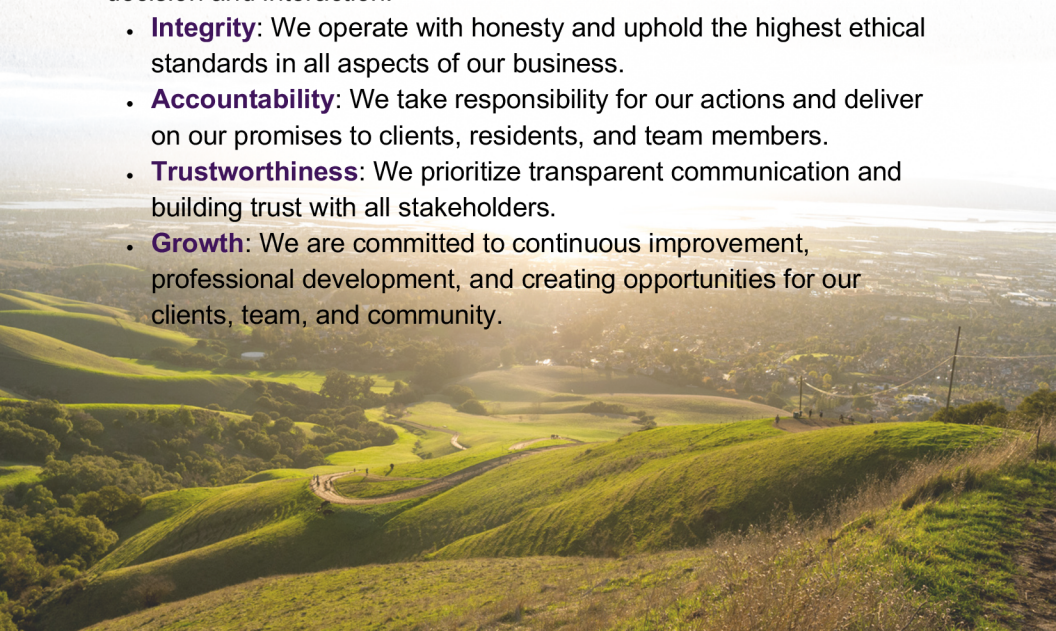 decision and interaction.
• Integrity: We operate with honesty and uphold the highest ethical
standards in all aspects of our business.
• Accountability: We take responsibility for our actions and deliver
on our promises to clients, residents, and team members.
• Trustworthiness: We prioritize transparent communication and
building trust with all stakeholders.
• Growth: We are committed to continuous improvement,
professional development, and creating opportunities for our
clients, team, and community.